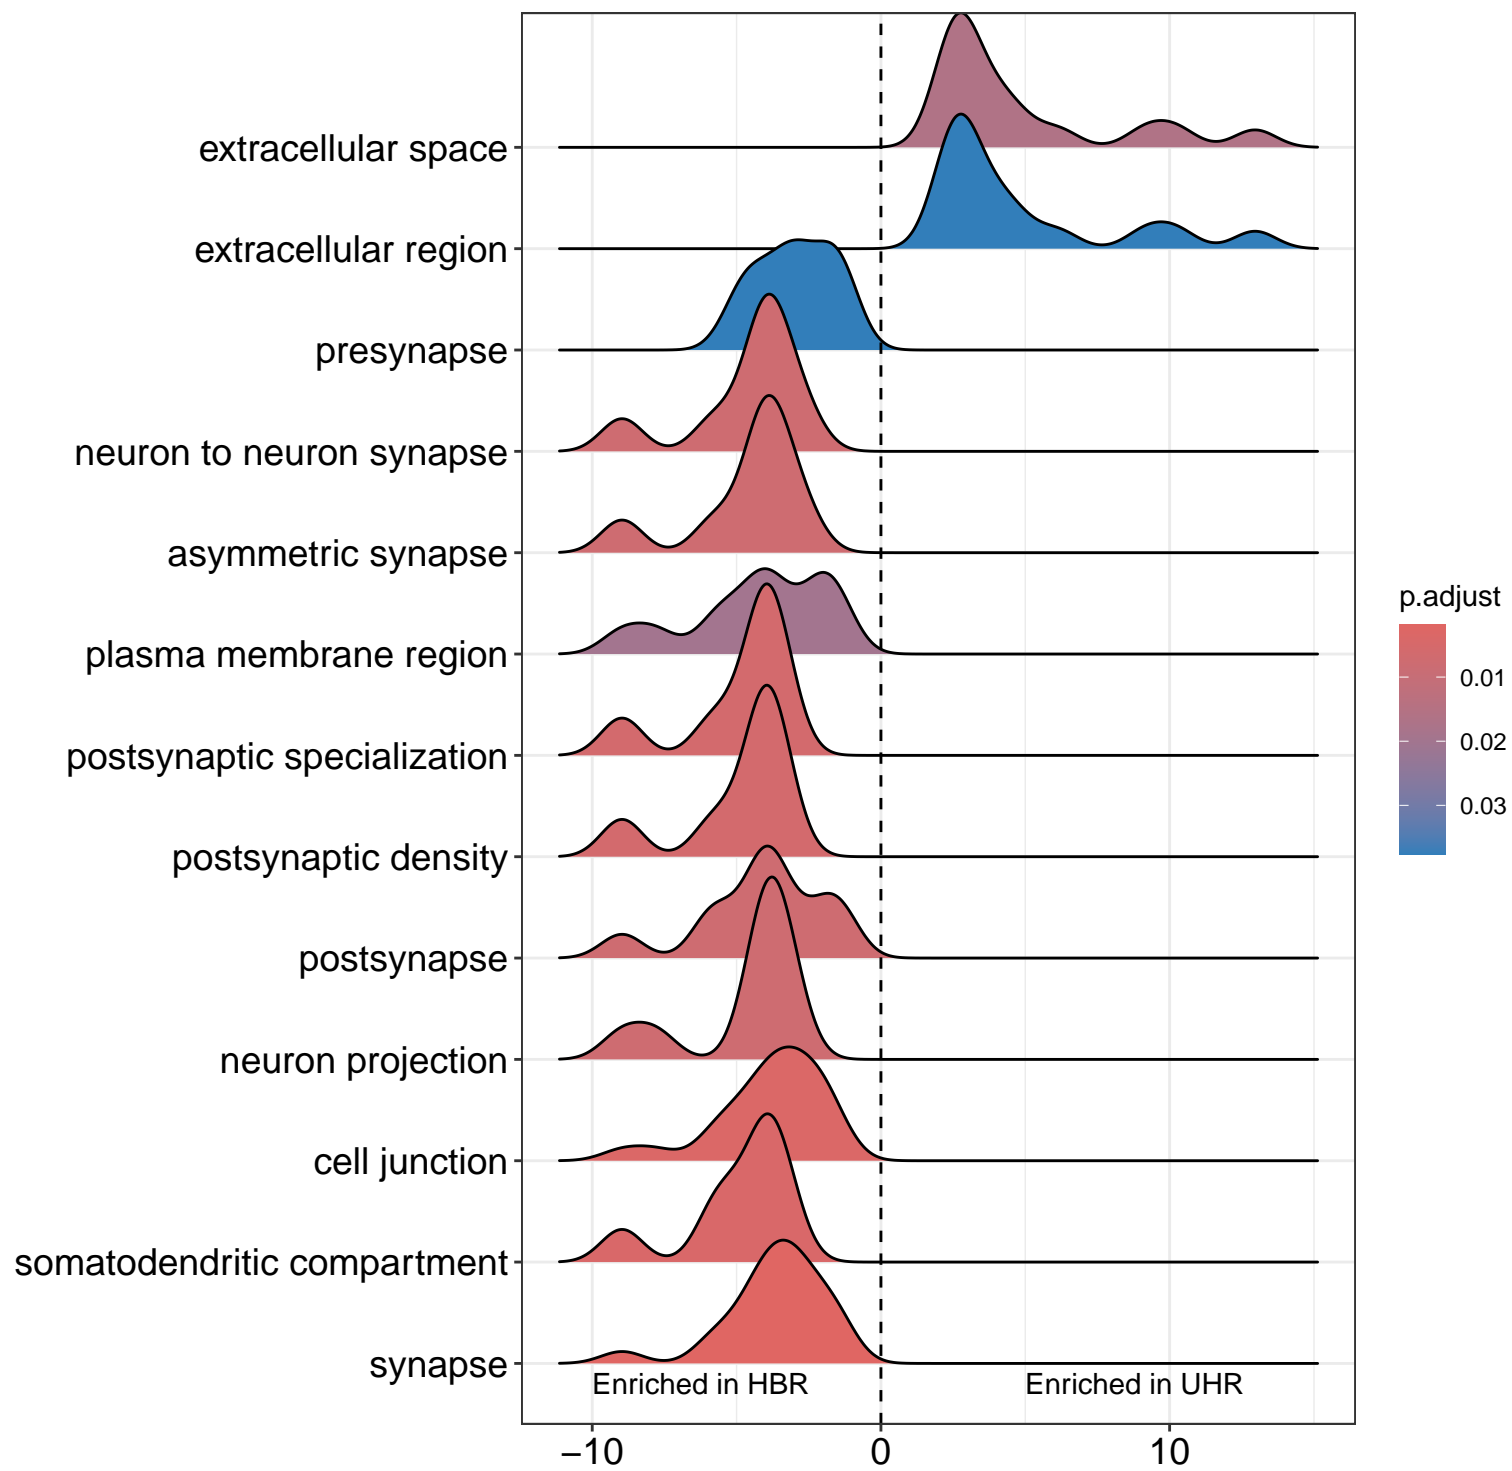 extracellular space
extracellular region
presynapse
neuron to neuron synapse
asymmetric synapse
plasma membrane region
postsynaptic specialization
postsynaptic density
postsynapse
neuron projection
cell junction
somatodendritic compartment
synapse
Enriched in HBR
Enriched in UHR
−10
0
10
p.adjust
0.01
0.02
0.03